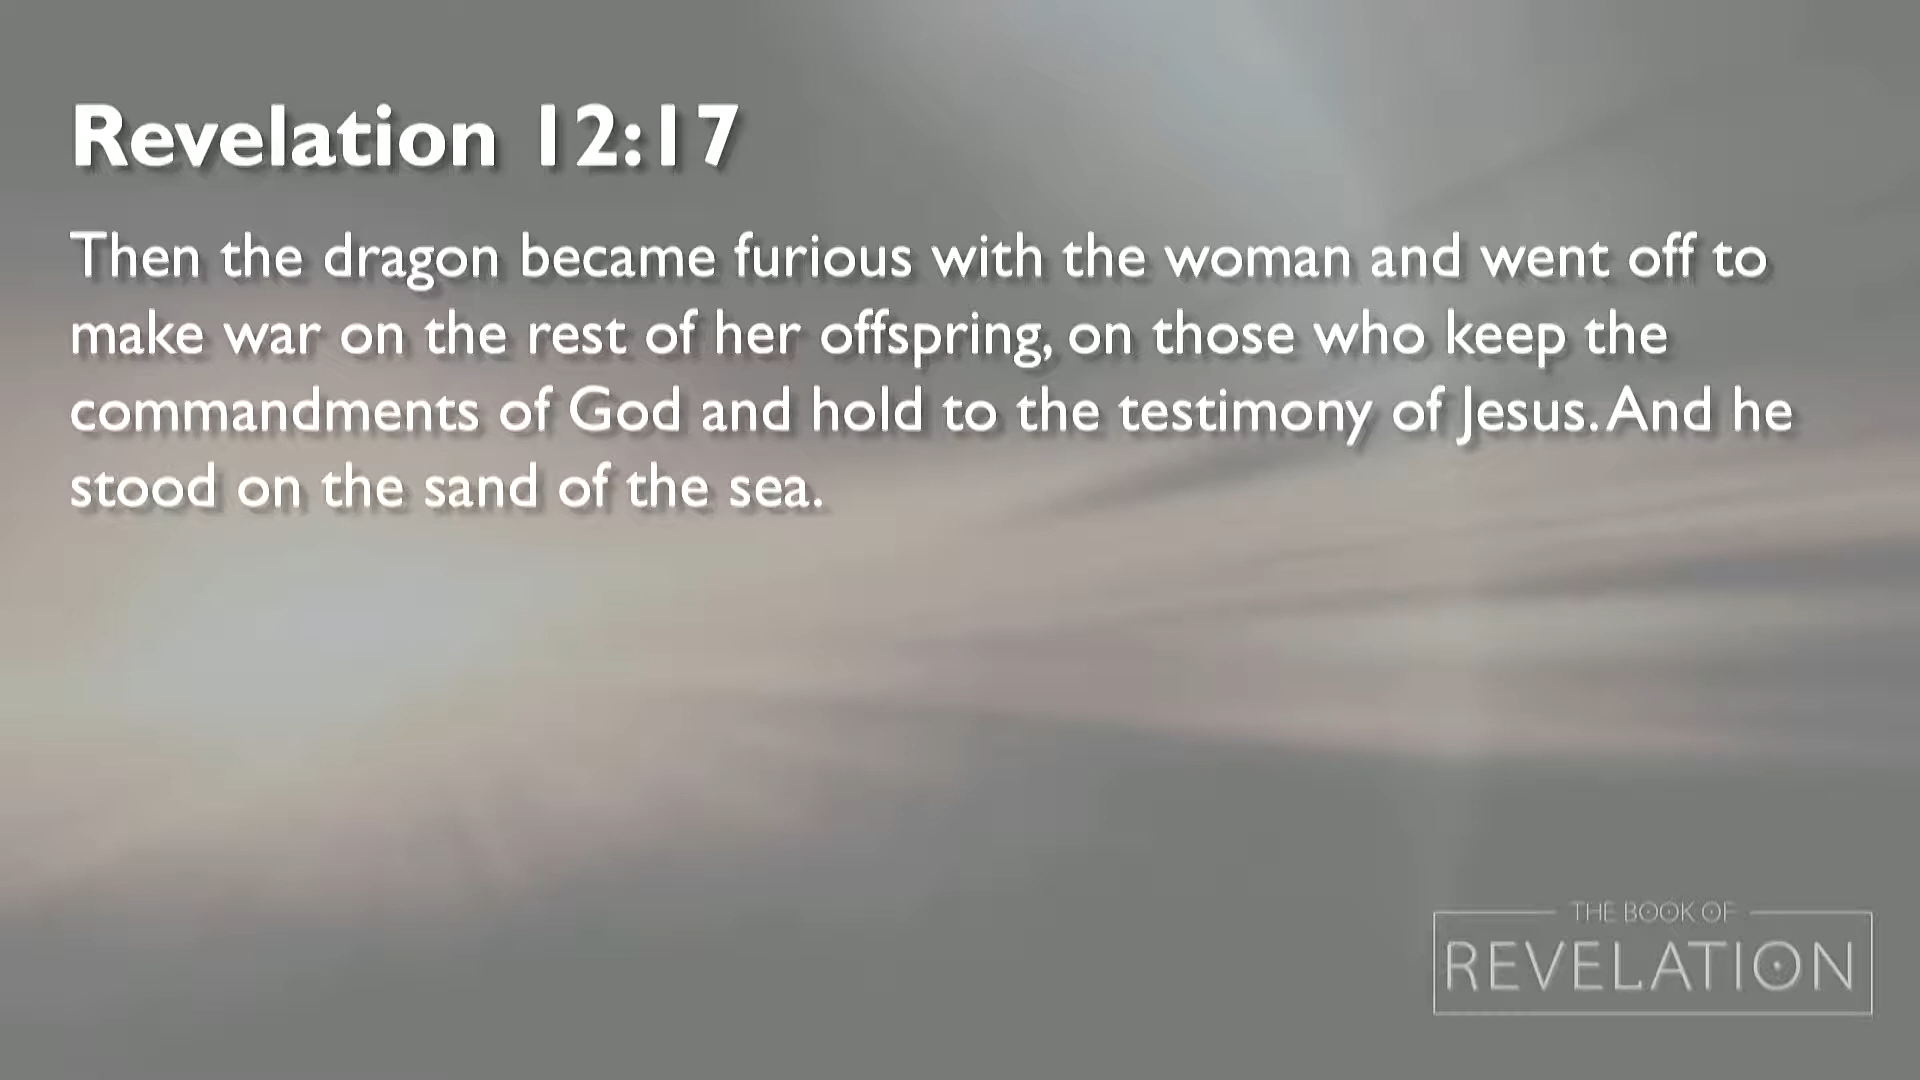 Revelation 12:17
Then the dragon became furious with the woman and went off to
make war on the rest of her offspring, on those who keep the
commandments of God and hold to the testimony of Jesus. And he
stood on the sand of the sea.
THE BOOK OF
REVELATION